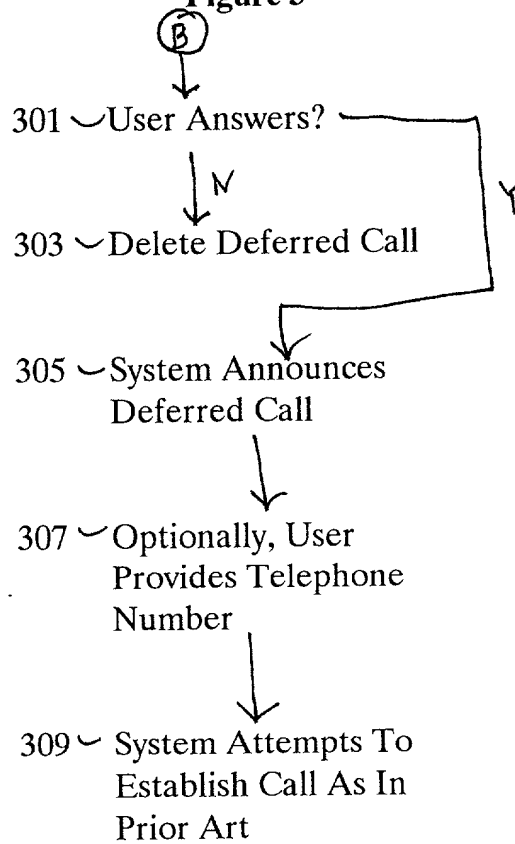 Figure 3
B
301 User Answers?
N
Y
303 Delete Deferred Call
305 System Announces
Deferred Call
307 Optionally, User
Provides Telephone
Number
309 System Attempts To
Establish Call As In
Prior Art